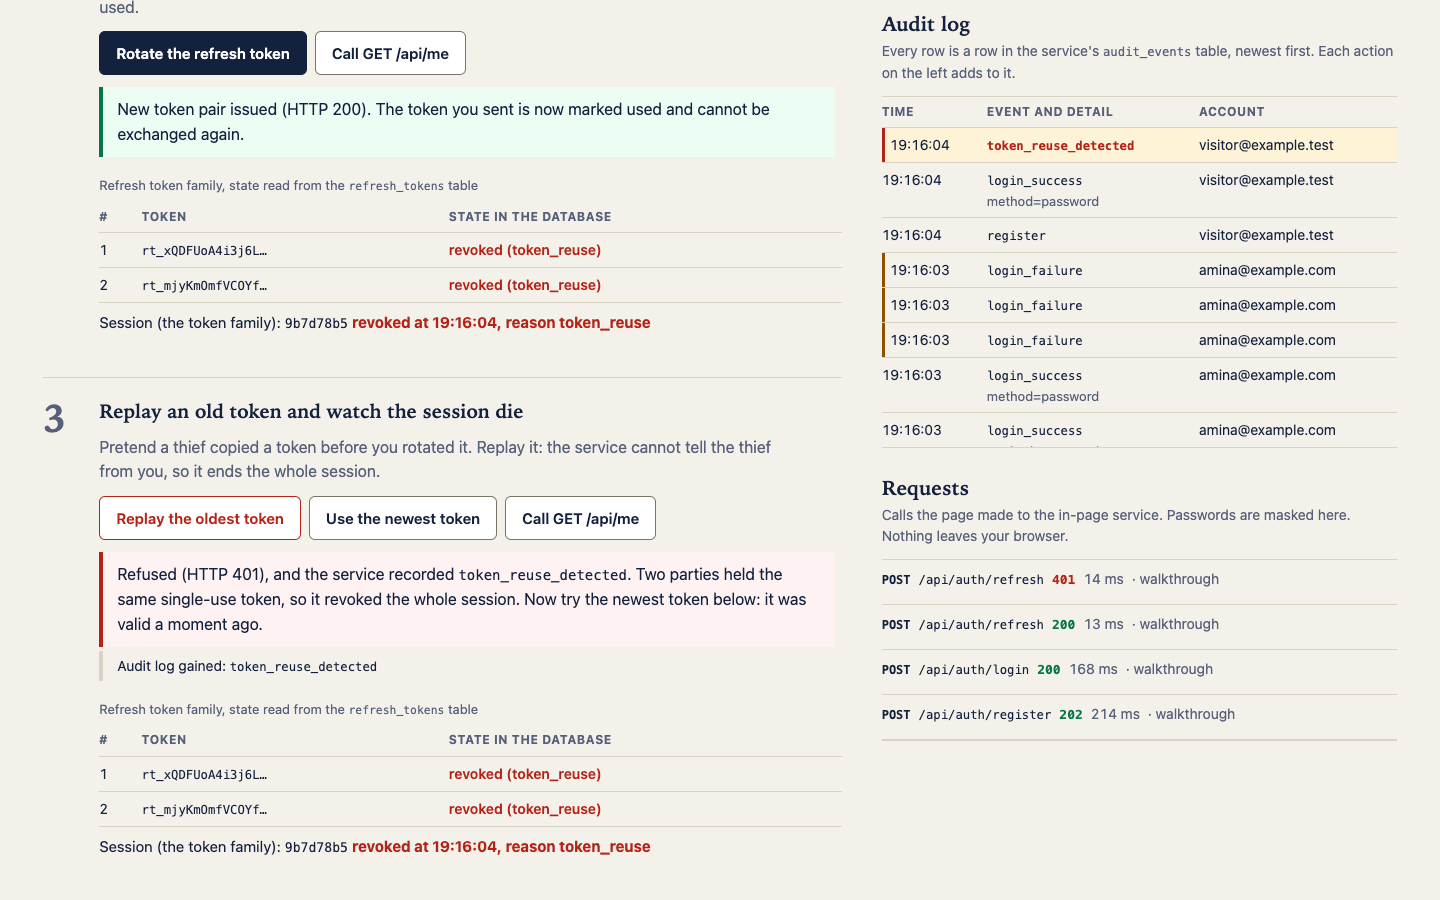 used.
Rotate the refresh token
Call GET /api/me
New token pair issued (HTTP 200). The token you sent is now marked used and cannot be
exchanged again.
Refresh token family, state read from the refresh_tokens table
# TOKEN STATE IN THE DATABASE
1 rt_xQDFUoA4i3j6L… revoked (token_reuse)
2 rt_mjyKmOmfVCOYf… revoked (token_reuse)
Session (the token family): 9b7d78b5 revoked at 19:16:04, reason token_reuse
3
Replay an old token and watch the session die
Pretend a thief copied a token before you rotated it. Replay it: the service cannot tell the thief
from you, so it ends the whole session.
Replay the oldest token
Use the newest token
Call GET /api/me
Refused (HTTP 401), and the service recorded token_reuse_detected. Two parties held the
same single-use token, so it revoked the whole session. Now try the newest token below: it was
valid a moment ago.
Audit log gained: token_reuse_detected
Refresh token family, state read from the refresh_tokens table
# TOKEN STATE IN THE DATABASE
1 rt_xQDFUoA4i3j6L… revoked (token_reuse)
2 rt_mjyKmOmfVCOYf… revoked (token_reuse)
Session (the token family): 9b7d78b5 revoked at 19:16:04, reason token_reuse
Audit log
Every row is a row in the service's audit_events table, newest first. Each action
on the left adds to it.
TIME EVENT AND DETAIL ACCOUNT
19:16:04 token_reuse_detected visitor@example.test
19:16:04 login_success visitor@example.test
method=password
19:16:04 register visitor@example.test
19:16:03 login_failure amina@example.com
19:16:03 login_failure amina@example.com
19:16:03 login_failure amina@example.com
19:16:03 login_success amina@example.com
method=password
19:16:03 login_success amina@example.com
Requests
Calls the page made to the in-page service. Passwords are masked here.
Nothing leaves your browser.
POST /api/auth/refresh 401 14 ms · walkthrough
POST /api/auth/refresh 200 13 ms · walkthrough
POST /api/auth/login 200 168 ms · walkthrough
POST /api/auth/register 202 214 ms · walkthrough